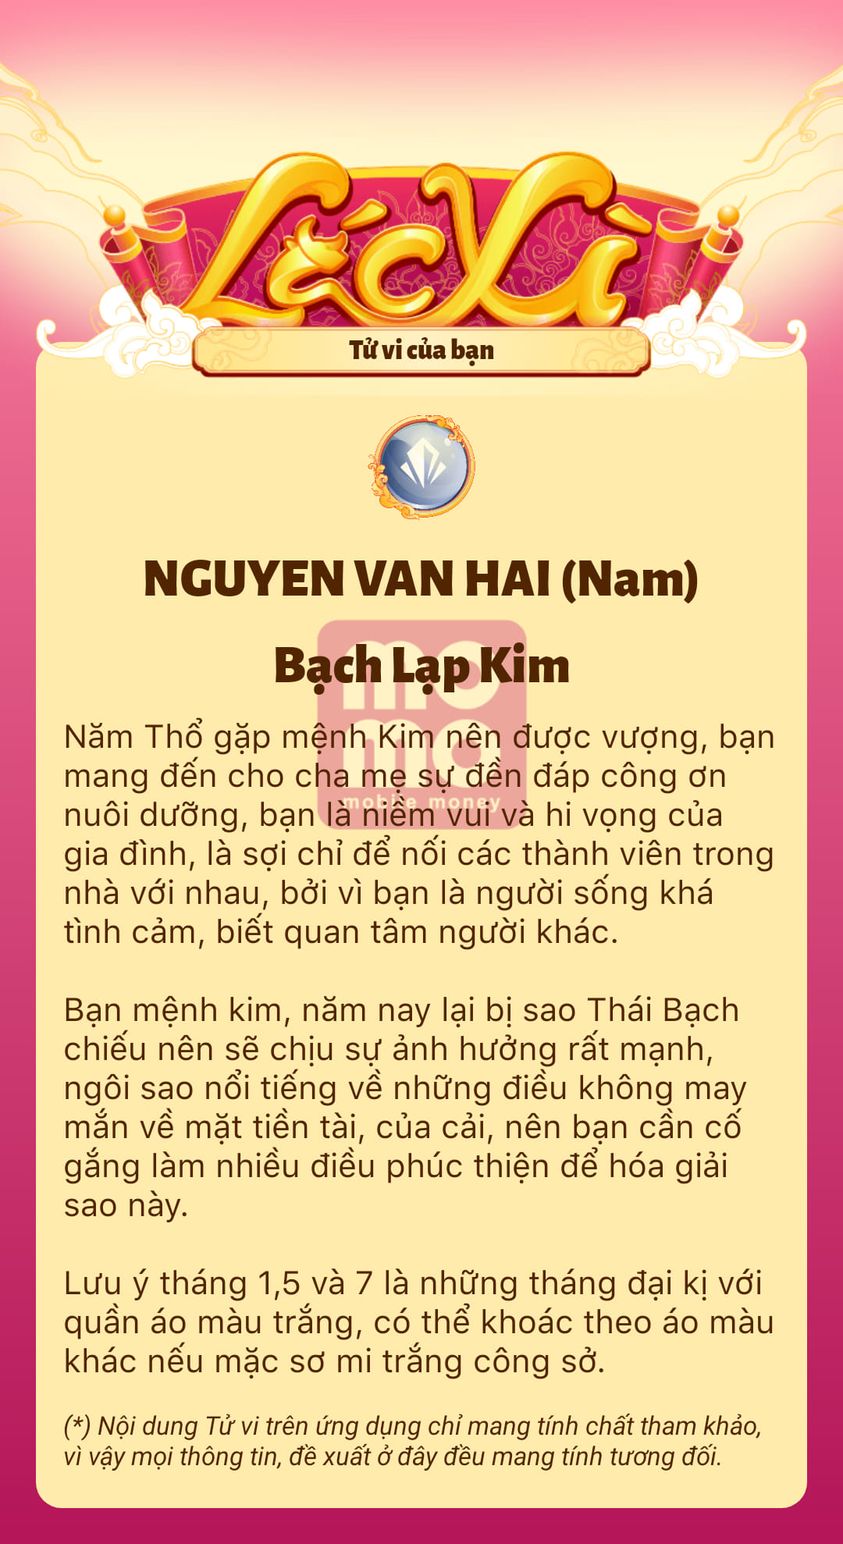 Lắc Xì
Tử vi của bạn
NGUYEN VAN HAI (Nam)
Bạch Lạp Kim
momo
mobile money
Năm Thổ gặp mệnh Kim nên được vượng, bạn
mang đến cho cha mẹ sự đền đáp công ơn
nuôi dưỡng, bạn là niềm vui và hi vọng của
gia đình, là sợi chỉ để nối các thành viên trong
nhà với nhau, bởi vì bạn là người sống khá
tình cảm, biết quan tâm người khác.
Bạn mệnh kim, năm nay lại bị sao Thái Bạch
chiếu nên sẽ chịu sự ảnh hưởng rất mạnh,
ngôi sao nổi tiếng về những điều không may
mắn về mặt tiền tài, của cải, nên bạn cần cố
gắng làm nhiều điều phúc thiện để hóa giải
sao này.
Lưu ý tháng 1,5 và 7 là những tháng đại kị với
quần áo màu trắng, có thể khoác theo áo màu
khác nếu mặc sơ mi trắng công sở.
(*) Nội dung Tử vi trên ứng dụng chỉ mang tính chất tham khảo,
vì vậy mọi thông tin, đề xuất ở đây đều mang tính tương đối.